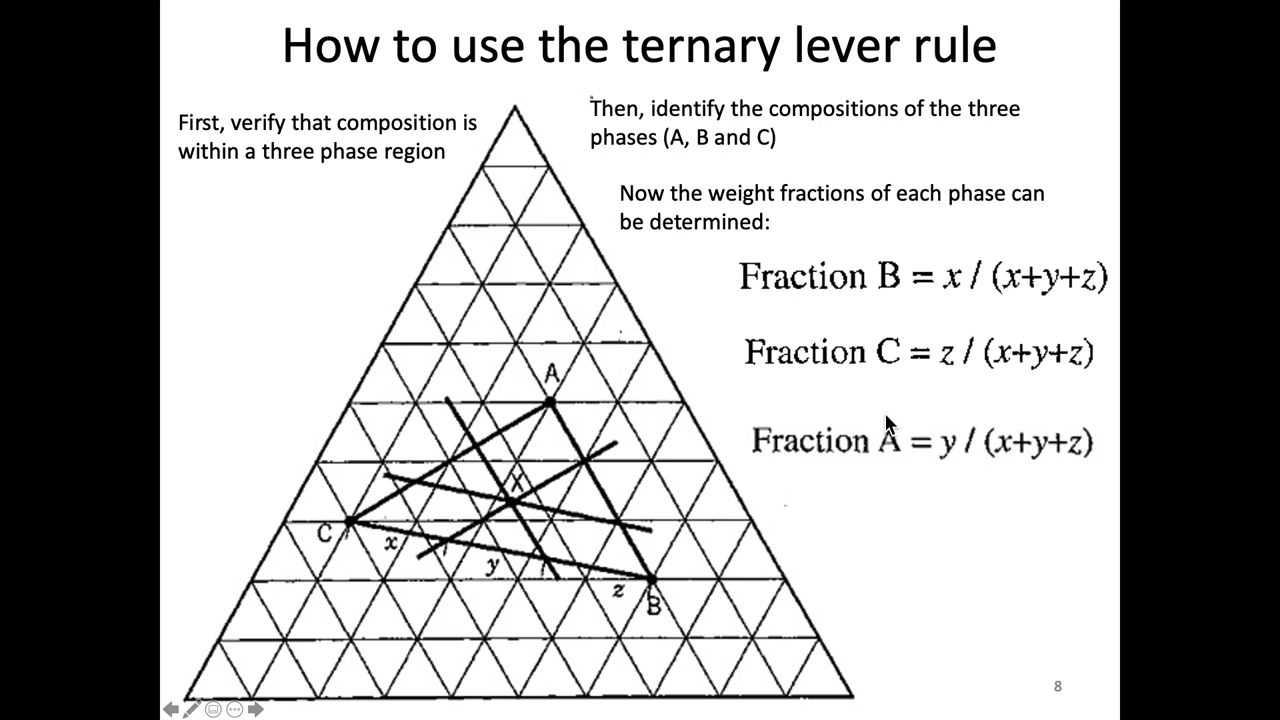 How to use the ternary lever rule
First, verify that composition is
within a three phase region
Then, identify the compositions of the three
phases (A, B and C)
Now the weight fractions of each phase can
be determined:
Fraction B = x / (x+y+z)
Fraction C = z / (x+y+z)
Fraction A = y / (x+y+z)
A
X
C
x
y
z
B
8